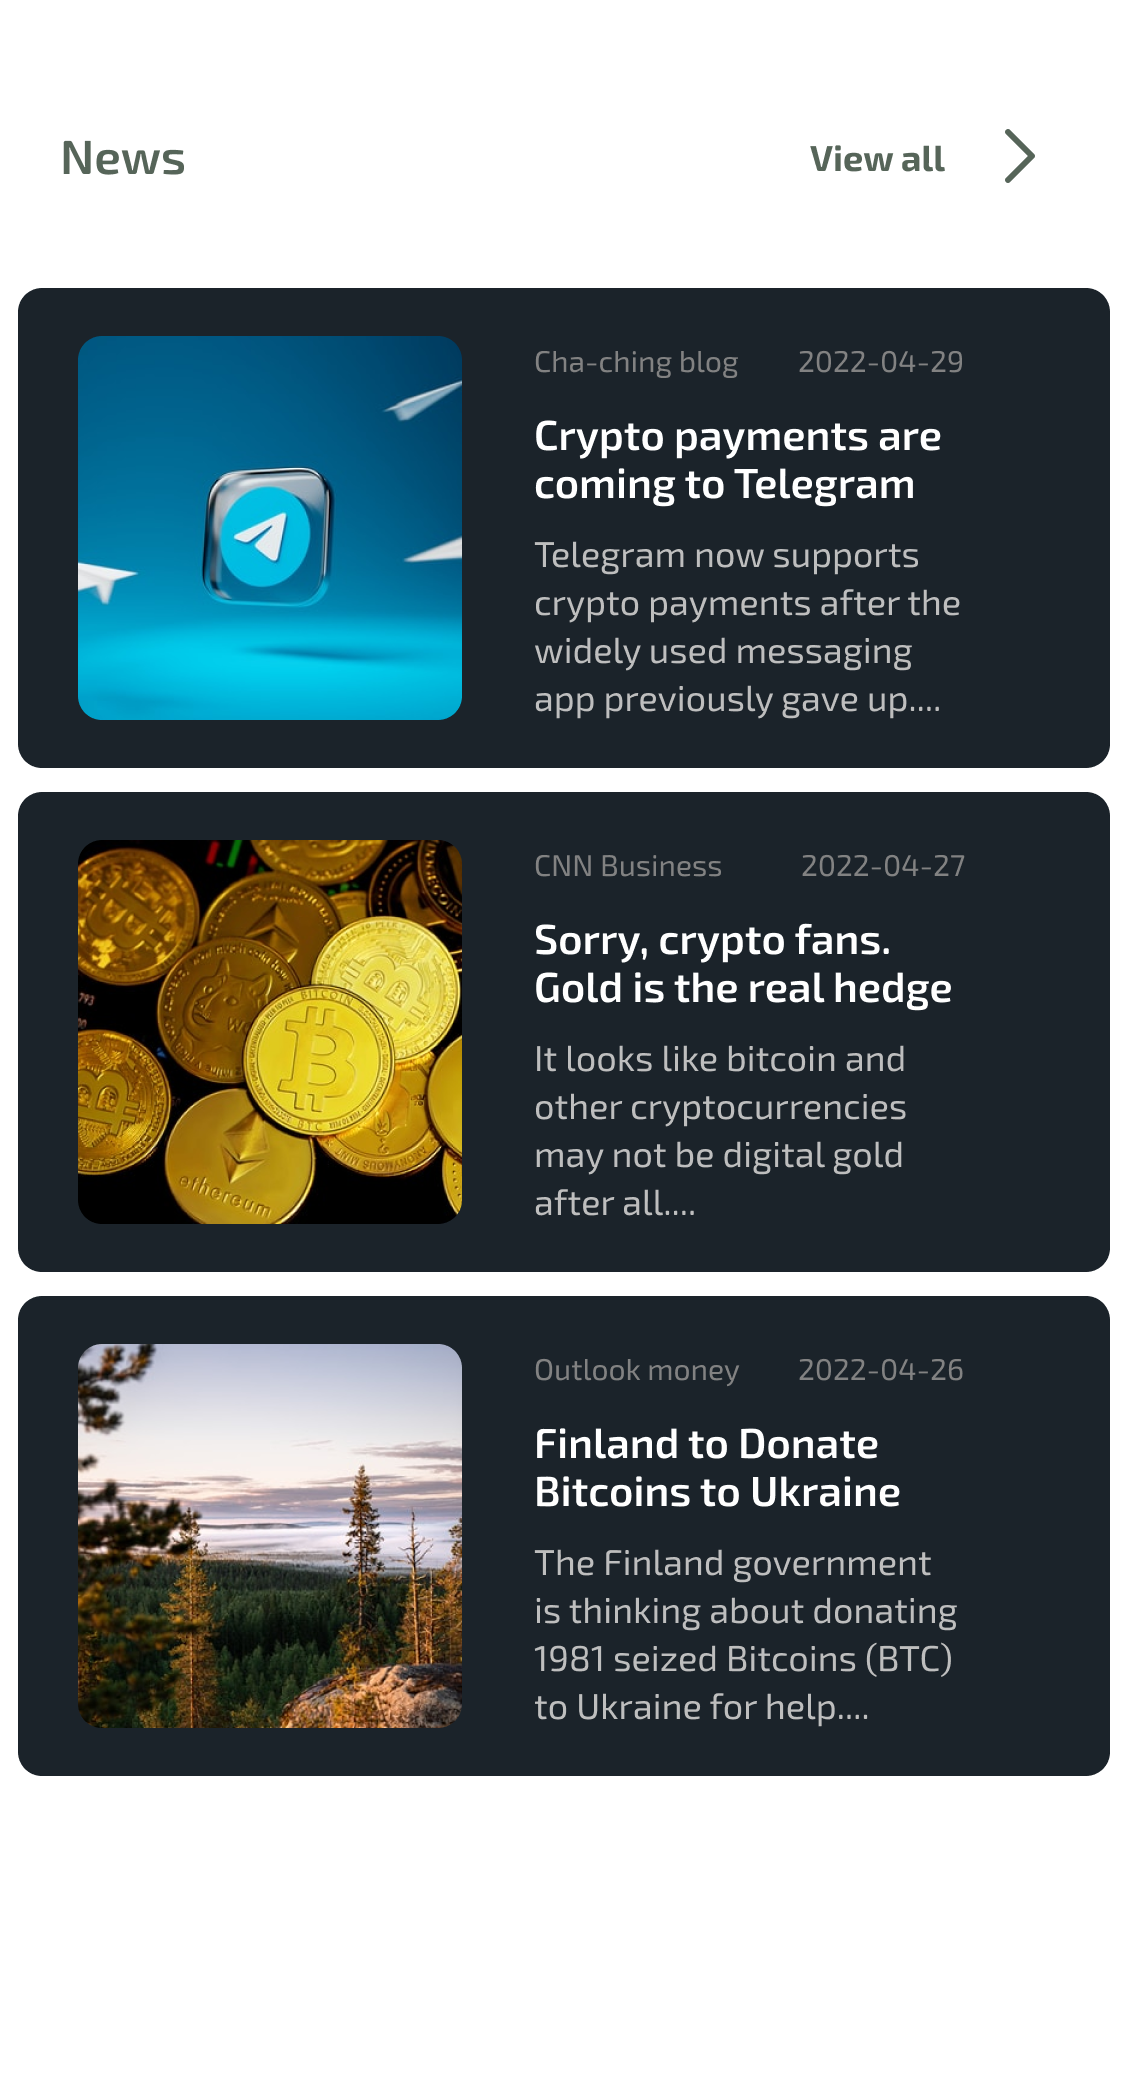 News
View all
Cha-ching blog 2022-04-29
Crypto payments are
coming to Telegram
Telegram now supports
crypto payments after the
widely used messaging
app previously gave up....
CNN Business 2022-04-27
Sorry, crypto fans.
Gold is the real hedge
It looks like bitcoin and
other cryptocurrencies
may not be digital gold
after all....
BITCOIN
BTC
ethereum
Outlook money 2022-04-26
Finland to Donate
Bitcoins to Ukraine
The Finland government
is thinking about donating
1981 seized Bitcoins (BTC)
to Ukraine for help....